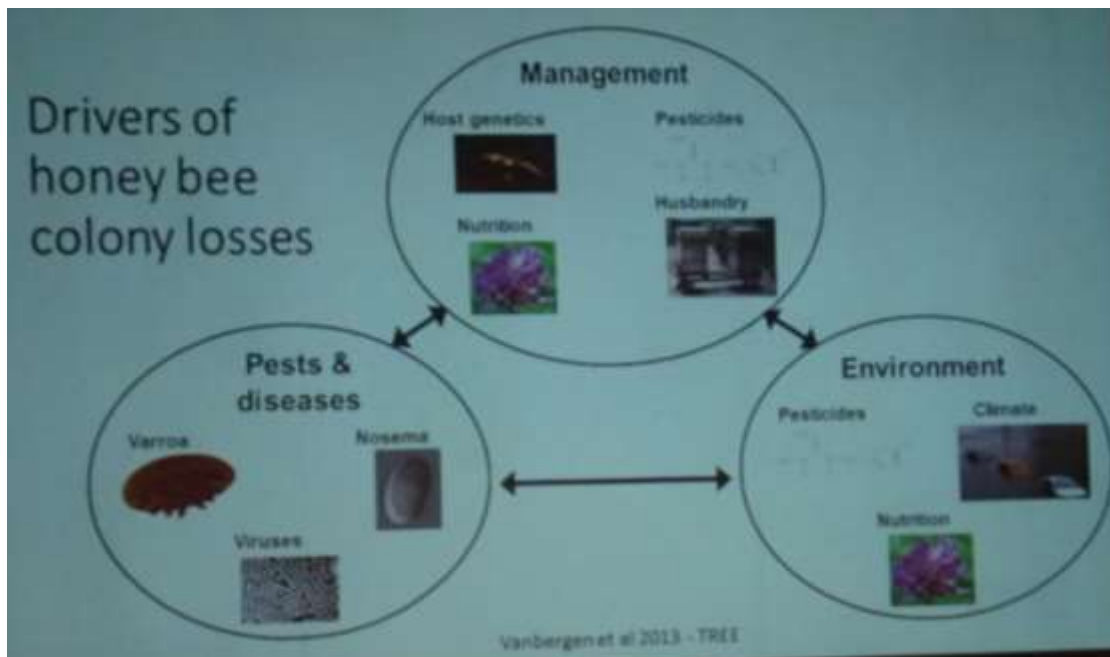 Drivers of
honey bee
colony losses
Management
Host genetics
Pesticides
Nutrition
Husbandry
Pests &
diseases
Varroa
Nosema
Viruses
Environment
Pesticides
Climate
Nutrition
Vanbergen et al 2013 - TREE